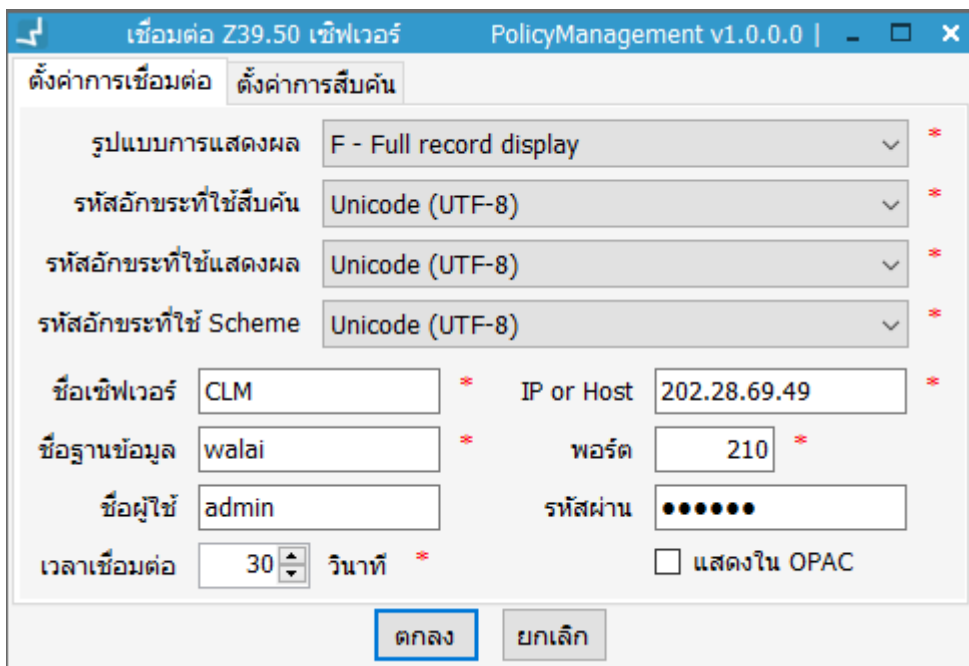 เชื่อมต่อ Z39.50 เซิฟเวอร์ PolicyManagement v1.0.0.0 |
ตั้งค่าการเชื่อมต่อ ตั้งค่าการสืบค้น
รูปแบบการแสดงผล F - Full record display *
รหัสอักขระที่ใช้สืบค้น Unicode (UTF-8) *
รหัสอักขระที่ใช้แสดงผล Unicode (UTF-8) *
รหัสอักขระที่ใช้ Scheme Unicode (UTF-8) *
ชื่อเซิฟเวอร์ CLM * IP or Host 202.28.69.49 *
ชื่อฐานข้อมูล walai * พอร์ต 210 *
ชื่อผู้ใช้ admin รหัสผ่าน ●●●●●●
เวลาเชื่อมต่อ 30 วินาที * แสดงใน OPAC
ตกลง ยกเลิก